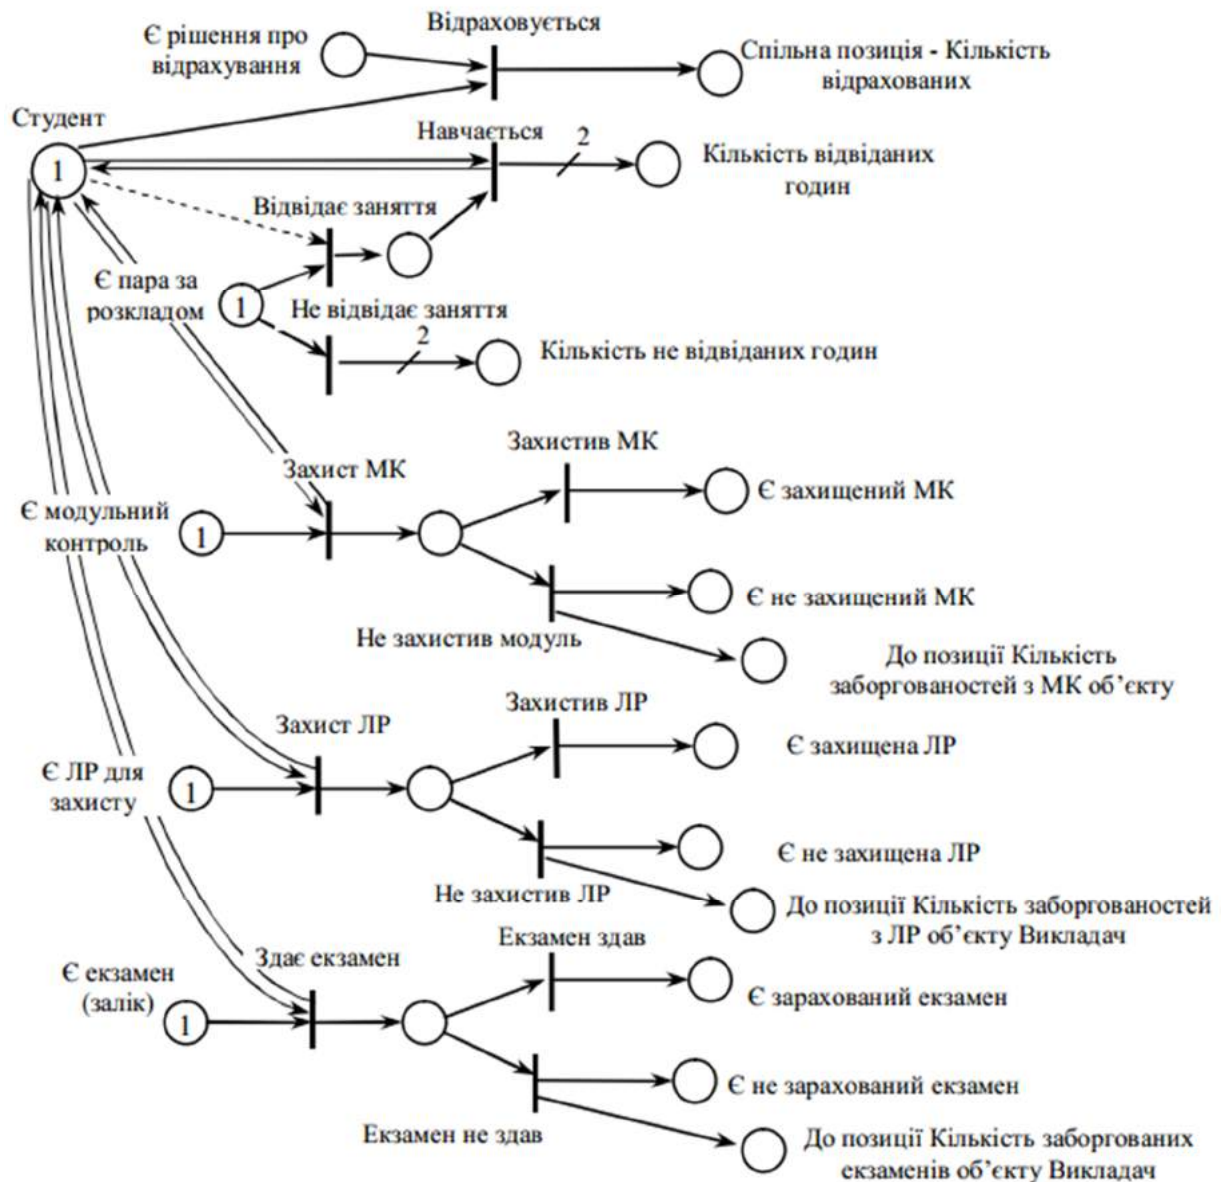 Є рішення про
відрахування
Відраховується
Спільна позиція - Кількість
відрахованих
Студент
1
Навчається
2
Кількість відвіданих
годин
Відвідає заняття
Є пара за
розкладом
1
Не відвідає заняття
2
Кількість не відвіданих годин
Захист МК
Захистив МК
Є захищений МК
Є модульний
контроль
1
Є не захищений МК
Не захистив модуль
До позиції Кількість
заборгованостей з МК об’єкту
Захист ЛР
Захистив ЛР
Є захищена ЛР
Є ЛР для
захисту
1
Є не захищена ЛР
Не захистив ЛР
До позиції Кількість заборгованостей
з ЛР об’єкту Викладач
Здає екзамен
Екзамен здав
Є екзамен
(залік)
1
Є зарахований екзамен
Є не зарахований екзамен
Екзамен не здав
До позиції Кількість заборгованих
екзаменів об’єкту Викладач